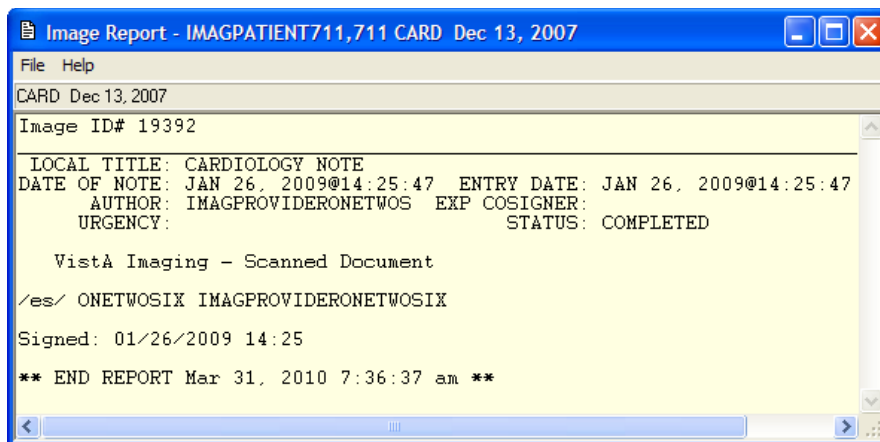 Image Report - IMAGPATIENT711,711 CARD Dec 13, 2007
File Help
CARD Dec 13, 2007
Image ID# 19392
LOCAL TITLE: CARDIOLOGY NOTE
DATE OF NOTE: JAN 26, 2009@14:25:47 ENTRY DATE: JAN 26, 2009@14:25:47
AUTHOR: IMAGPROVIDERONETWOS EXP COSIGNER:
URGENCY: STATUS: COMPLETED
VistA Imaging - Scanned Document
/es/ ONETWOSIX IMAGPROVIDERONETWOSIX
Signed: 01/26/2009 14:25
** END REPORT Mar 31, 2010 7:36:37 am **